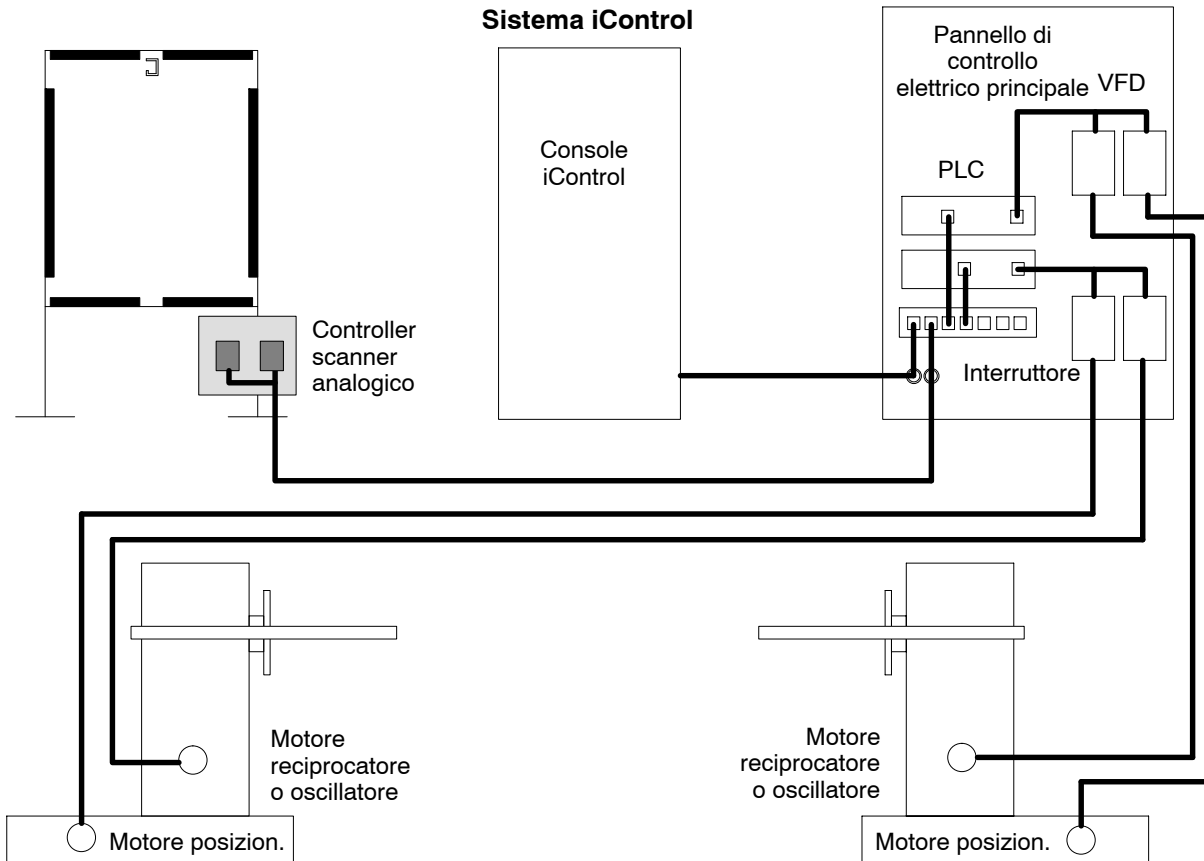 Sistema iControl
Pannello di
controllo
elettrico principale
VFD
Console
iControl
PLC
Controller
scanner
analogico
Interruttore
Motore
reciprocatore
o oscillatore
Motore
reciprocatore
o oscillatore
Motore posizion.
Motore posizion.